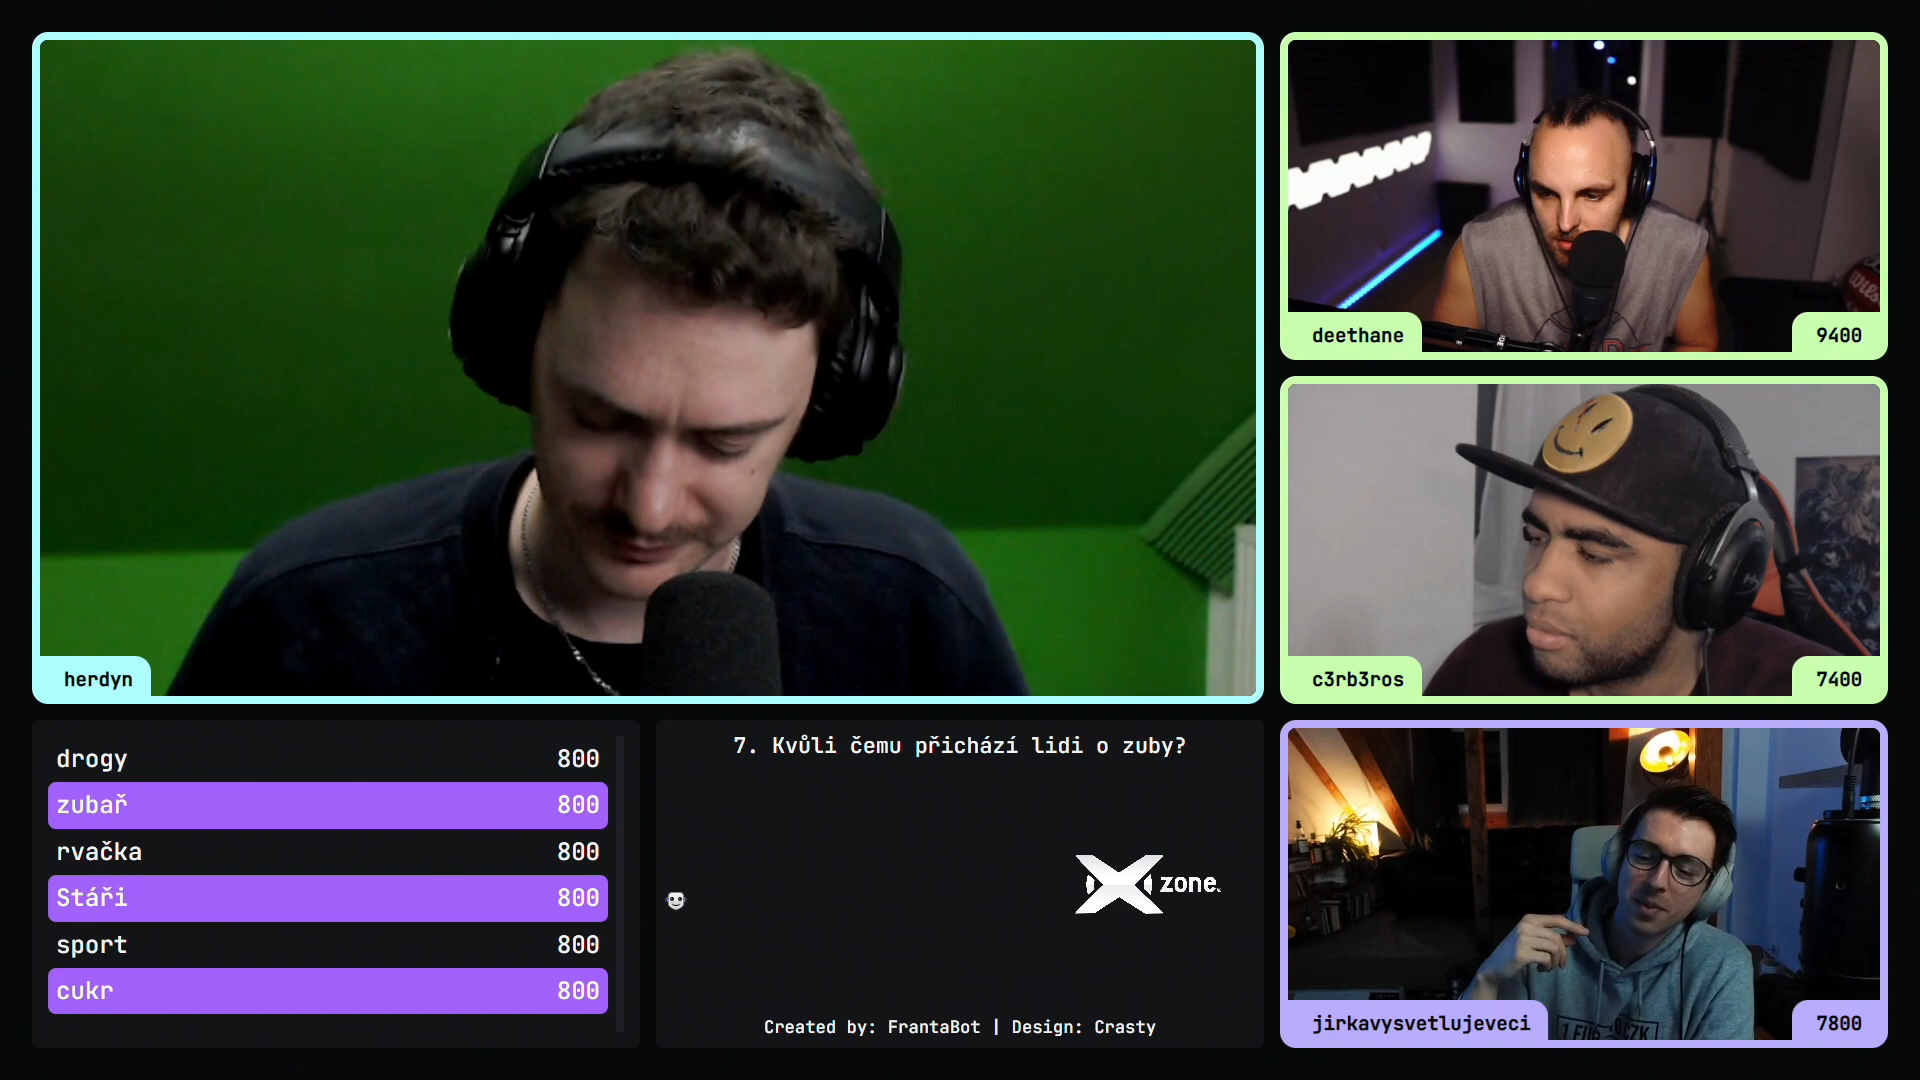 herdyn
deethane
9400
c3rb3ros
7400
drogy 800
zubař 800
rvačka 800
Stáři 800
sport 800
cukr 800
7. Kvůli čemu přichází lidi o zuby?
zone.
Created by: FrantaBot | Design: Crasty
jirkavysvetlujeveci
7800